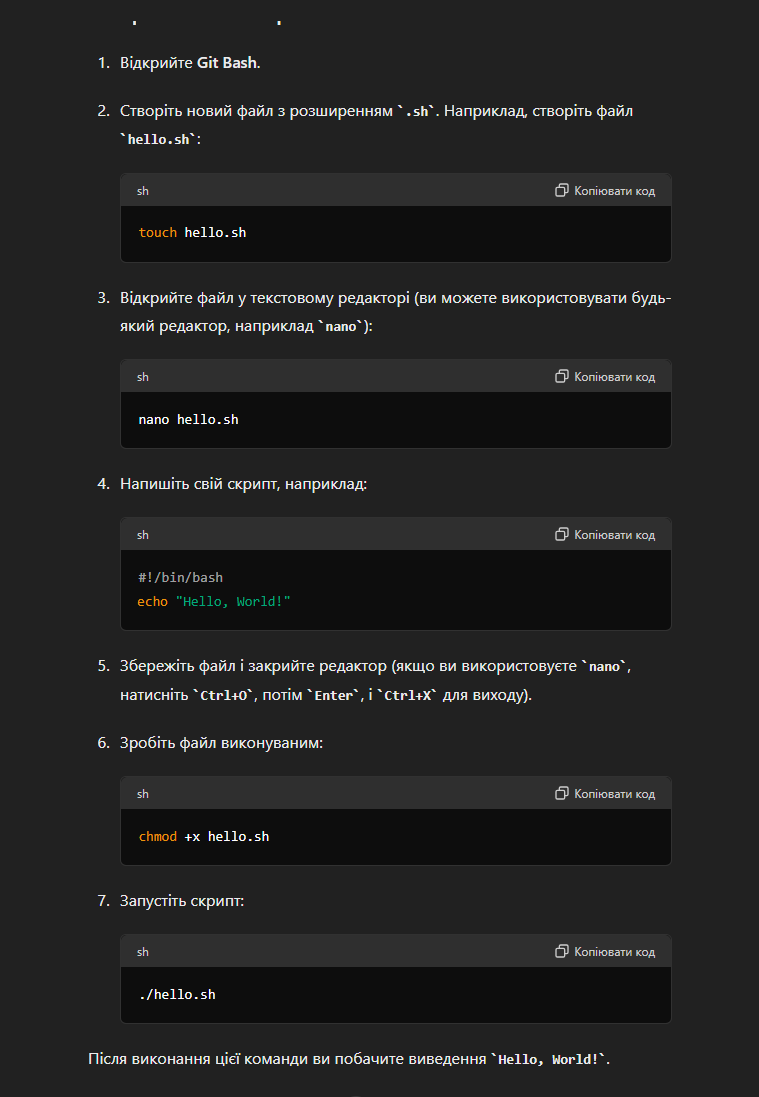 1. Відкрийте Git Bash.
2. Створіть новий файл з розширенням `.sh`. Наприклад, створіть файл
`hello.sh`:
sh Копіювати код
touch hello.sh
3. Відкрийте файл у текстовому редакторі (ви можете використовувати будь-
який редактор, наприклад `nano`):
sh Копіювати код
nano hello.sh
4. Напишіть свій скрипт, наприклад:
sh Копіювати код
#!/bin/bash
echo "Hello, World!"
5. Збережіть файл і закрийте редактор (якщо ви використовуєте `nano`,
натисніть `Ctrl+O`, потім `Enter`, і `Ctrl+X` для виходу).
6. Зробіть файл виконуваним:
sh Копіювати код
chmod +x hello.sh
7. Запустіть скрипт:
sh Копіювати код
./hello.sh
Після виконання цієї команди ви побачите виведення `Hello, World!`.